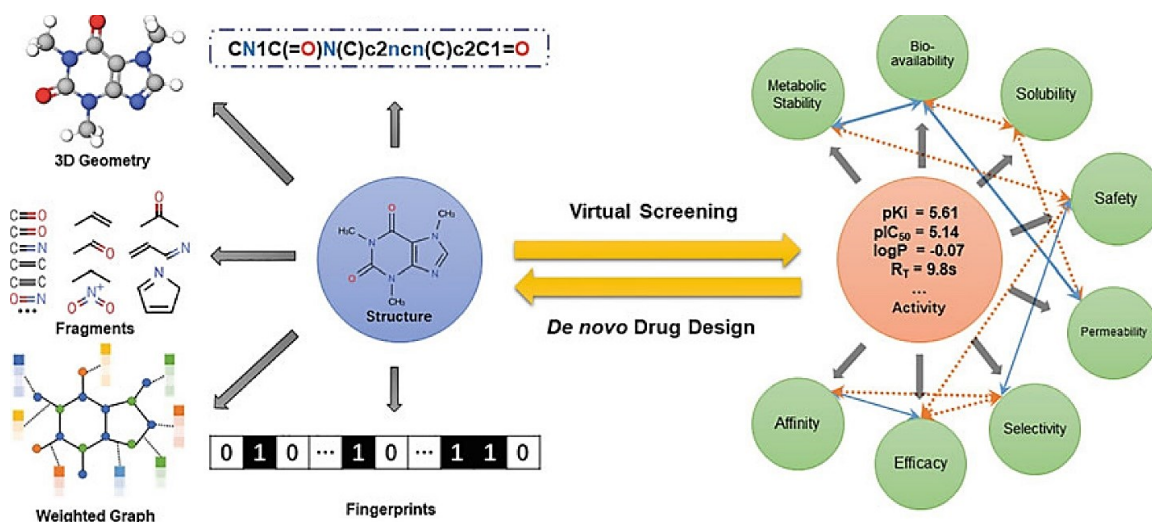 CN1C(=O)N(C)c2ncn(C)c2C1=O
3D Geometry
C=O
C=O
C=N
C=C
C≡C
O=N
•••
O
O
N
N
N⁺
O
O
Fragments
Weighted Graph
O
CH₃
H₃C
N
N
O
N
N
CH₃
Structure
0 1 0 ... 1 0 ... 1 1 0
Fingerprints
Virtual Screening
De novo Drug Design
pKi = 5.61
pIC₅₀ = 5.14
logP = -0.07
R_T = 9.8s
...
Activity
Metabolic
Stability
Bio-
availability
Solubility
Safety
Permeability
Selectivity
Efficacy
Affinity